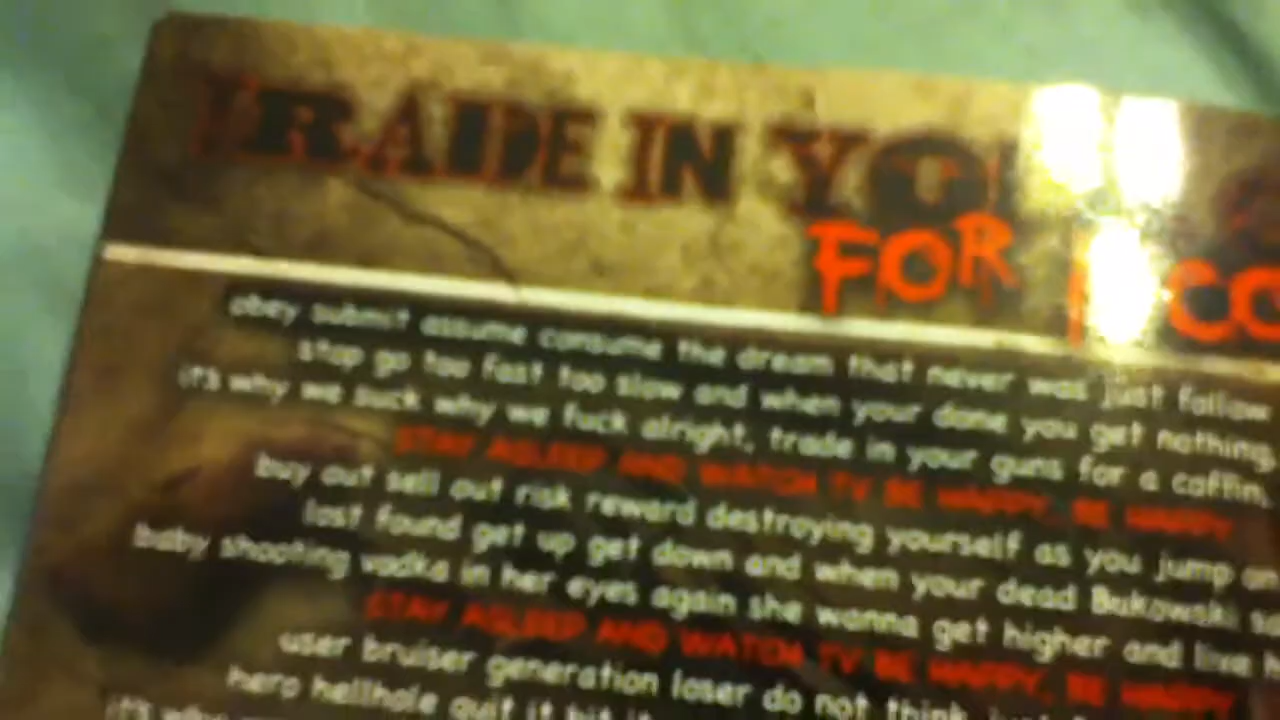 TRADE IN
FOR
obey submit assume consume the dream that never was just follow
stop go too fast too slow and when your done you get nothing,
it's why we suck why we fuck alright, trade in your guns for a coffin,
STAY ASLEEP AND WATCH TV BE HAPPY, BE HAPPY
buy out sell out risk reward destroying yourself as you jump on
lost found get up get down and when your dead Bukowski
baby shooting vodka in her eyes again she wanna get higher and live
STAY ASLEEP AND WATCH TV BE HAPPY, BE HAPPY
user bruiser generation loser do not think
hero hellhole quit it hit it
it's why